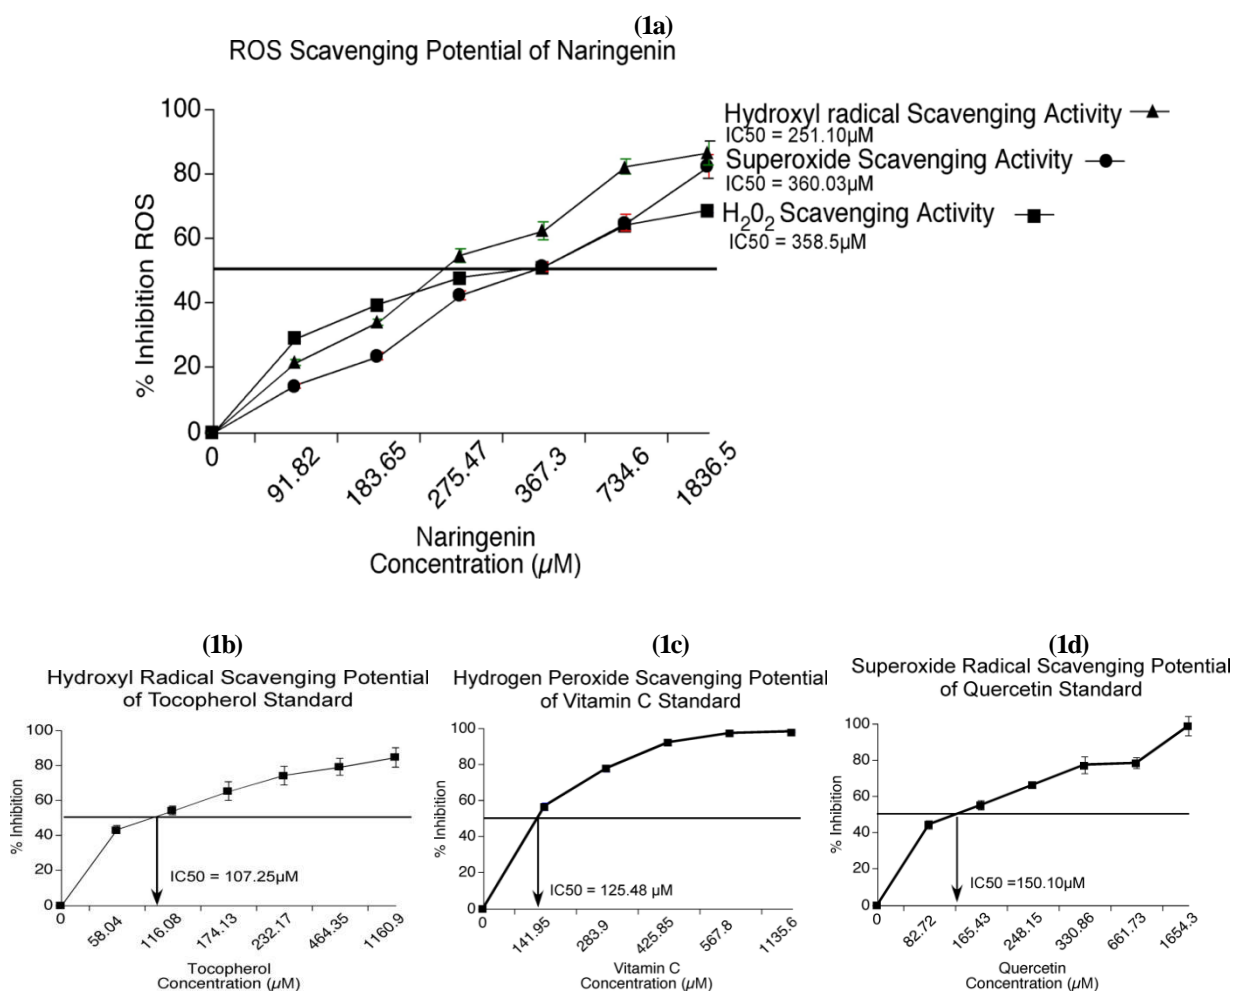 (1a)
ROS Scavenging Potential of Naringenin
% Inhibition ROS
100
80
60
40
20
0
0
91.82
183.65
275.47
367.3
734.6
1836.5
Naringenin
Concentration (µM)
Hydroxyl radical Scavenging Activity
IC50 = 251.10µM
Superoxide Scavenging Activity
IC50 = 360.03µM
H₂0₂ Scavenging Activity
IC50 = 358.5µM
(1b)
Hydroxyl Radical Scavenging Potential
of Tocopherol Standard
% Inhibition
100
80
60
40
20
0
IC50 = 107.25µM
0
58.04
116.08
174.13
232.17
464.35
1160.9
Tocopherol
Concentration (µM)
(1c)
Hydrogen Peroxide Scavenging Potential
of Vitamin C Standard
% Inhibition
100
80
60
40
20
0
IC50 = 125.48 µM
0
141.95
283.9
425.85
567.8
1135.6
Vitamin C
Concentration (µM)
(1d)
Superoxide Radical Scavenging Potential
of Quercetin Standard
% Inhibition
100
80
60
40
20
0
IC50 =150.10µM
0
82.72
165.43
248.15
330.86
661.73
1654.3
Quercetin
Concentration (µM)